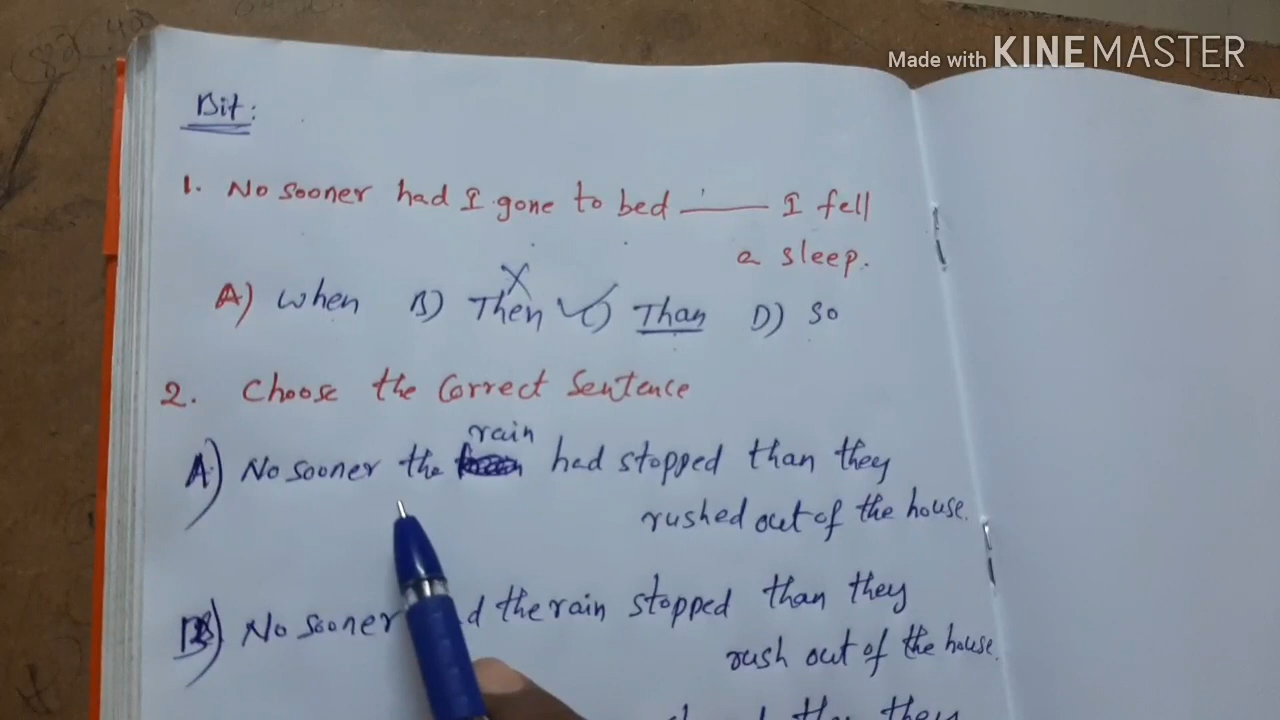 Made with KINEMASTER
Bit:
1. No sooner had I gone to bed ____ I fell
a sleep.
A) when B) Then C) Than D) So
2. Choose the Correct Sentence
A) No sooner the rain had stopped than they
rushed out of the house.
B) No sooner the rain stopped than they
rush out of the house.
they